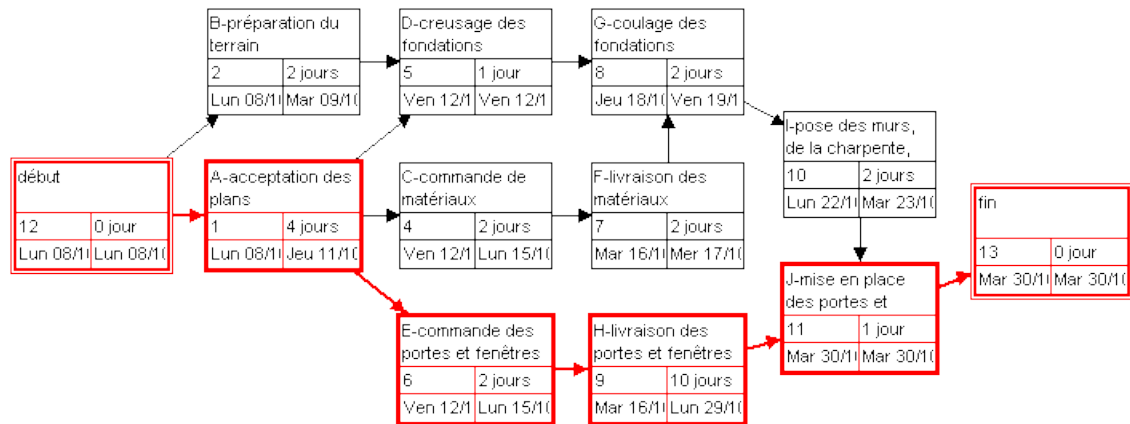 B-préparation du
terrain
2 2 jours
Lun 08/1( Mar 09/1(
D-creusage des
fondations
5 1 jour
Ven 12/1 Ven 12/1
G-coulage des
fondations
8 2 jours
Jeu 18/1( Ven 19/1
I-pose des murs,
de la charpente,
10 2 jours
Lun 22/1( Mar 23/1(
début
12 0 jour
Lun 08/1( Lun 08/1(
A-acceptation des
plans
1 4 jours
Lun 08/1( Jeu 11/1(
C-commande de
matériaux
4 2 jours
Ven 12/1 Lun 15/1(
F-livraison des
matériaux
7 2 jours
Mar 16/1( Mer 17/1(
fin
13 0 jour
Mar 30/1( Mar 30/1(
J-mise en place
des portes et
11 1 jour
Mar 30/1( Mar 30/1(
E-commande des
portes et fenêtres
6 2 jours
Ven 12/1 Lun 15/1(
H-livraison des
portes et fenêtres
9 10 jours
Mar 16/1( Lun 29/1(